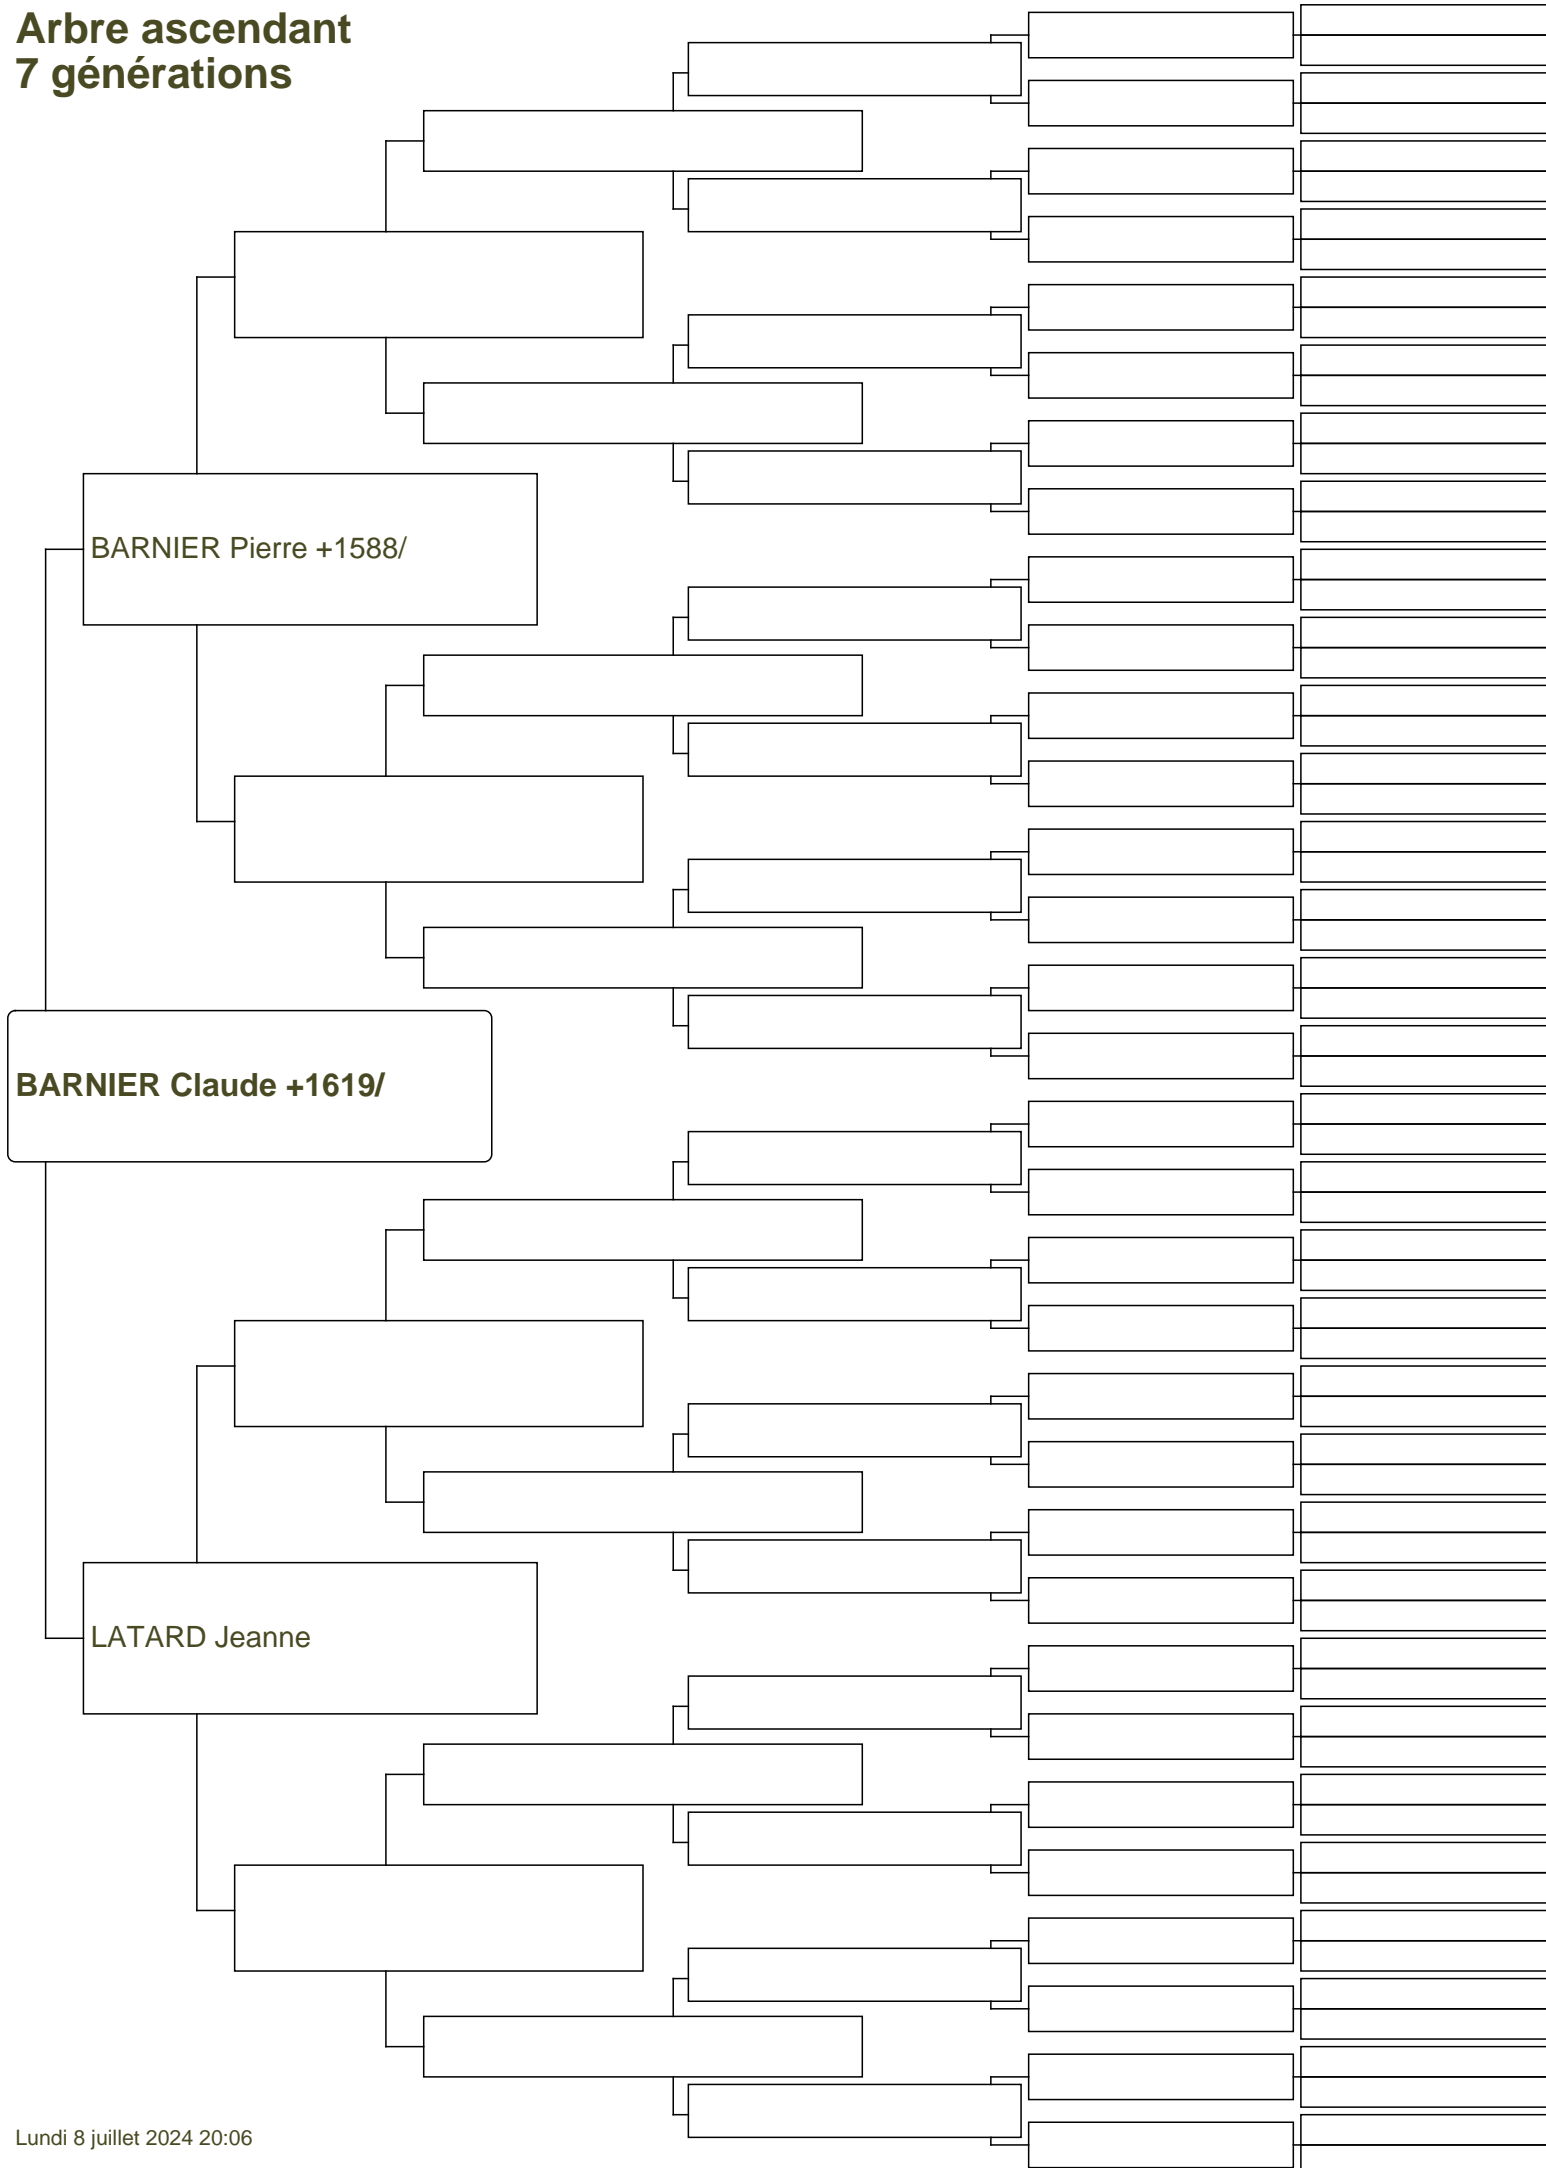 Arbre ascendant
7 générations
BARNIER Pierre +1588/
BARNIER Claude +1619/
LATARD Jeanne
Lundi 8 juillet 2024 20:06